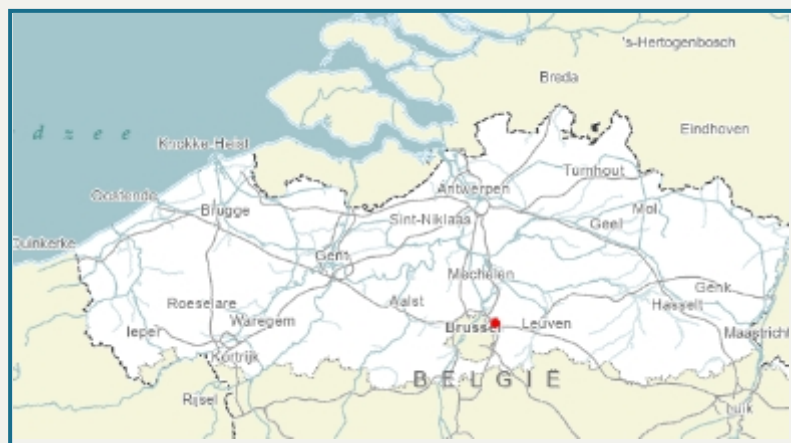 's-Hertogenbosch
Breda
d z e e
Eindhoven
Knokke-Heist
Turnhout
Oostende
Antwerpen
Mol
Brugge
Sint-Niklaas
Geel
Duinkerke
Gent
Mechelen
Genk
Roeselare
Aalst
Hasselt
Ieper
Waregem
Brussel
Leuven
Maastricht
Kortrijk
BELGIË
Rijsel
Luik